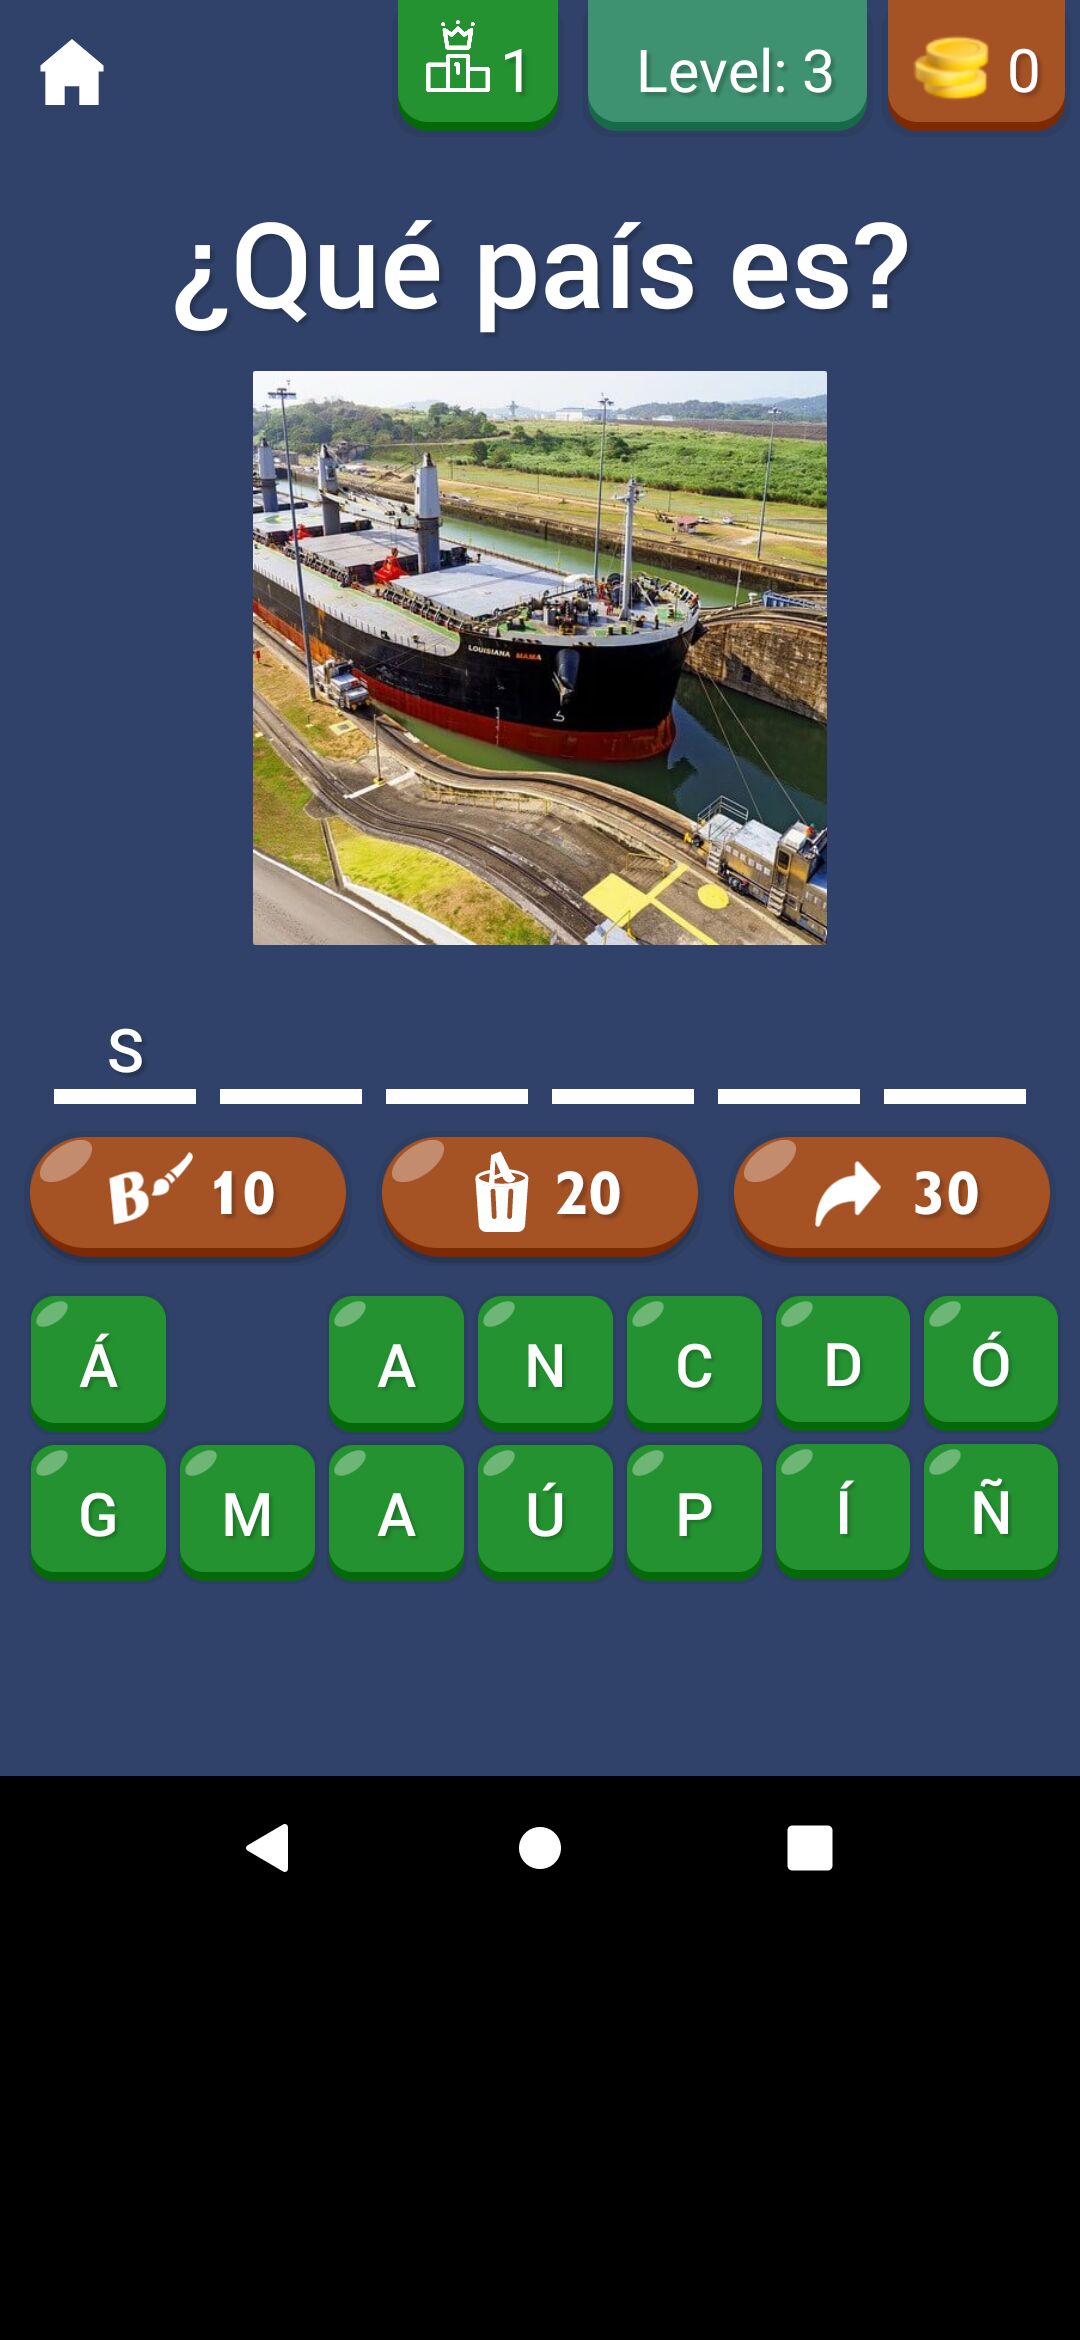 1 Level: 3 0
¿Qué país es?
LOUISIANA MAMA
S
B 10 20 30
Á A N C D Ó
G M A Ú P Í Ñ